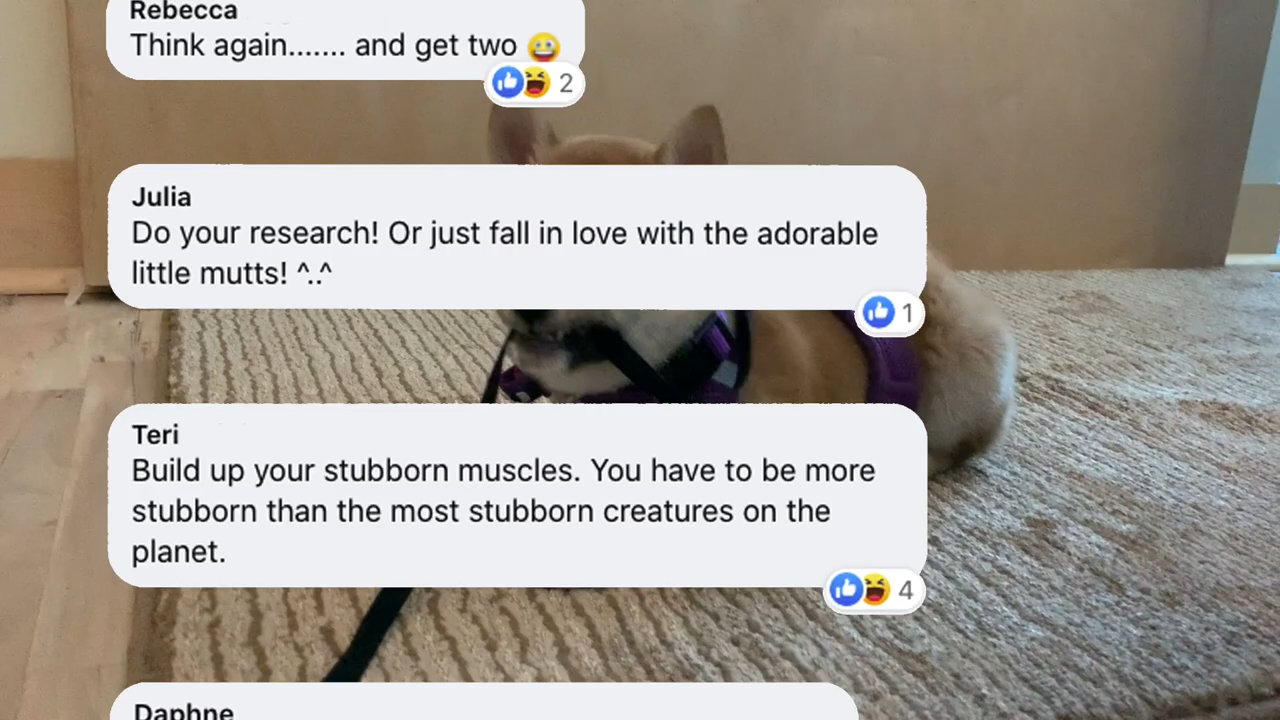 Rebecca
Think again....... and get two 😀
2
Julia
Do your research! Or just fall in love with the adorable
little mutts! ^..^
1
Teri
Build up your stubborn muscles. You have to be more
stubborn than the most stubborn creatures on the
planet.
4
Daphne